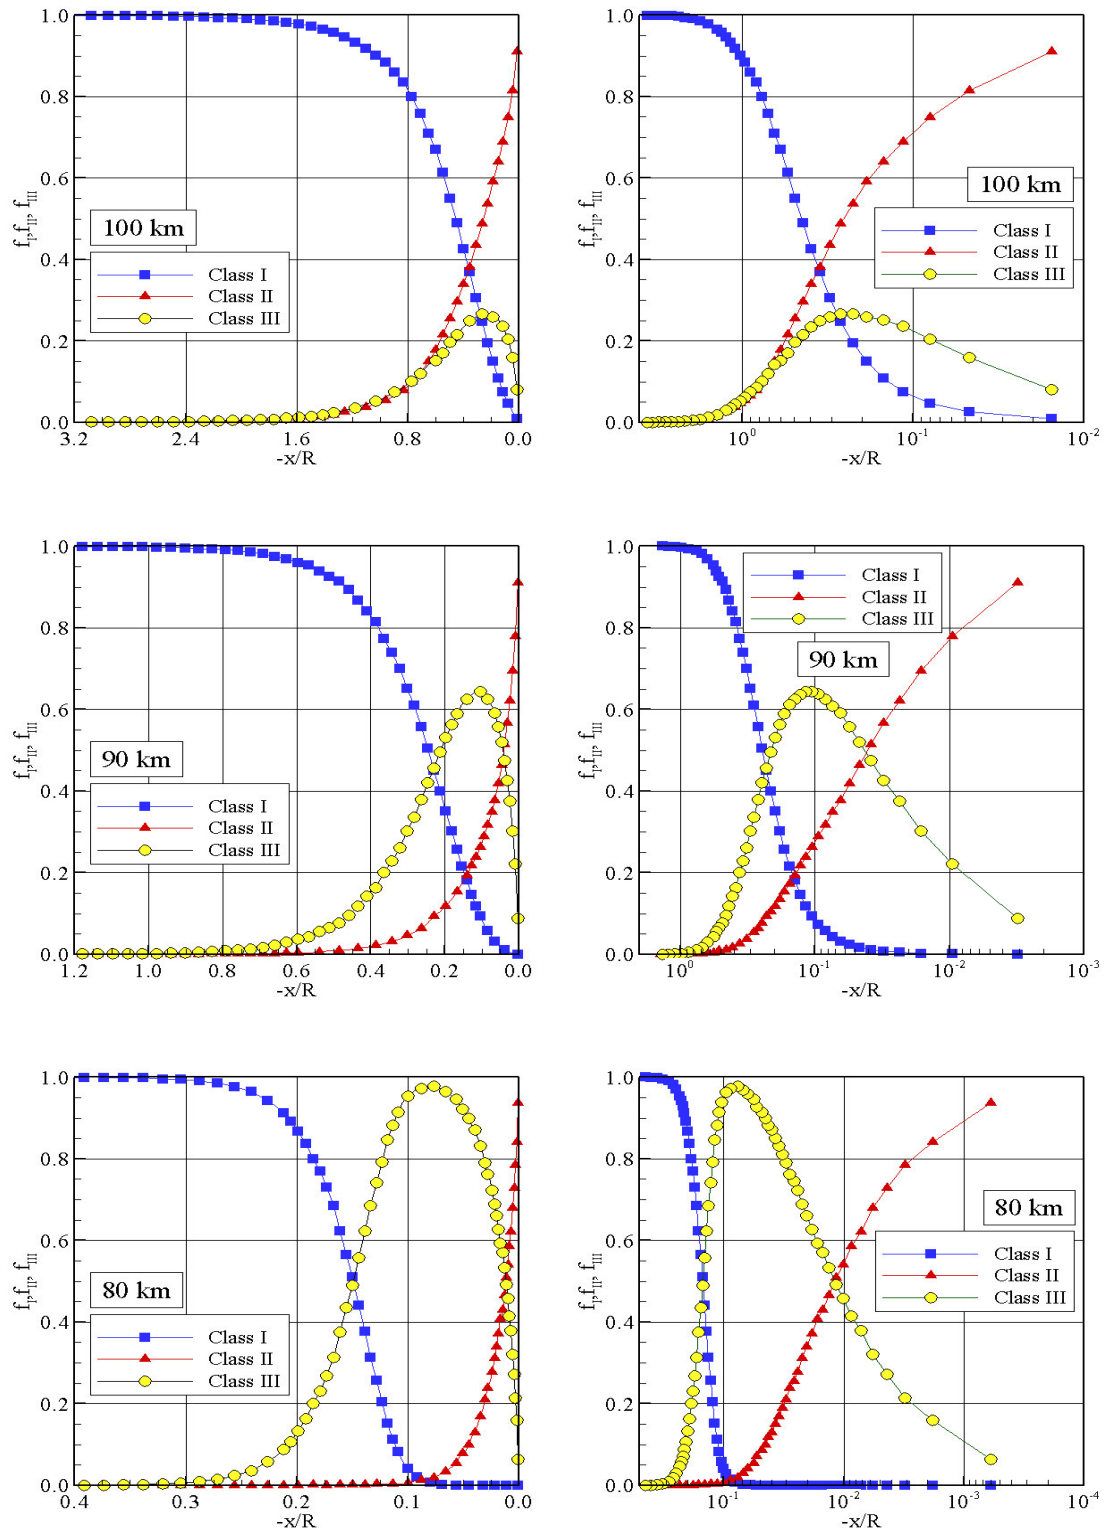 1.0
0.8
0.6
0.4
0.2
0.0
f_I, f_II, f_III
100 km
Class I
Class II
Class III
3.2 2.4 1.6 0.8 0.0
-x/R
1.0
0.8
0.6
0.4
0.2
0.0
f_I, f_II, f_III
100 km
Class I
Class II
Class III
10^0 10^-1 10^-2
-x/R
1.0
0.8
0.6
0.4
0.2
0.0
f_I, f_II, f_III
90 km
Class I
Class II
Class III
1.2 1.0 0.8 0.6 0.4 0.2 0.0
-x/R
1.0
0.8
0.6
0.4
0.2
0.0
f_I, f_II, f_III
Class I
Class II
Class III
90 km
10^0 10^-1 10^-2 10^-3
-x/R
1.0
0.8
0.6
0.4
0.2
0.0
f_I, f_II, f_III
80 km
Class I
Class II
Class III
0.4 0.3 0.2 0.1 0.0
-x/R
1.0
0.8
0.6
0.4
0.2
0.0
f_I, f_II, f_III
80 km
Class I
Class II
Class III
10^-1 10^-2 10^-3 10^-4
-x/R